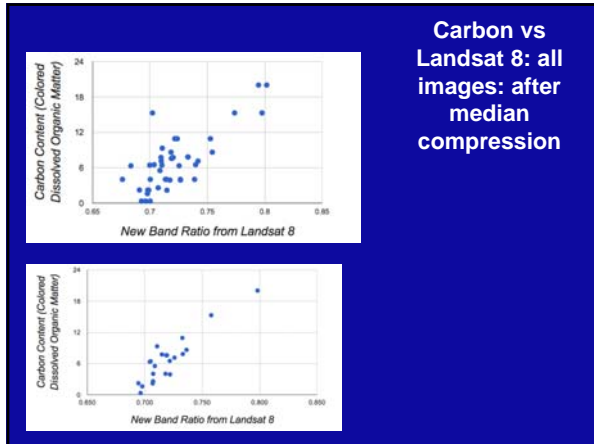 Carbon vs
Landsat 8: all
images: after
median
compression
Carbon Content (Colored
Dissolved Organic Matter)
24
18
12
6
0
0.65 0.7 0.75 0.8 0.85
New Band Ratio from Landsat 8
Carbon Content (Colored
Dissolved Organic Matter)
24
18
12
6
0
0.650 0.700 0.750 0.800 0.850
New Band Ratio from Landsat 8